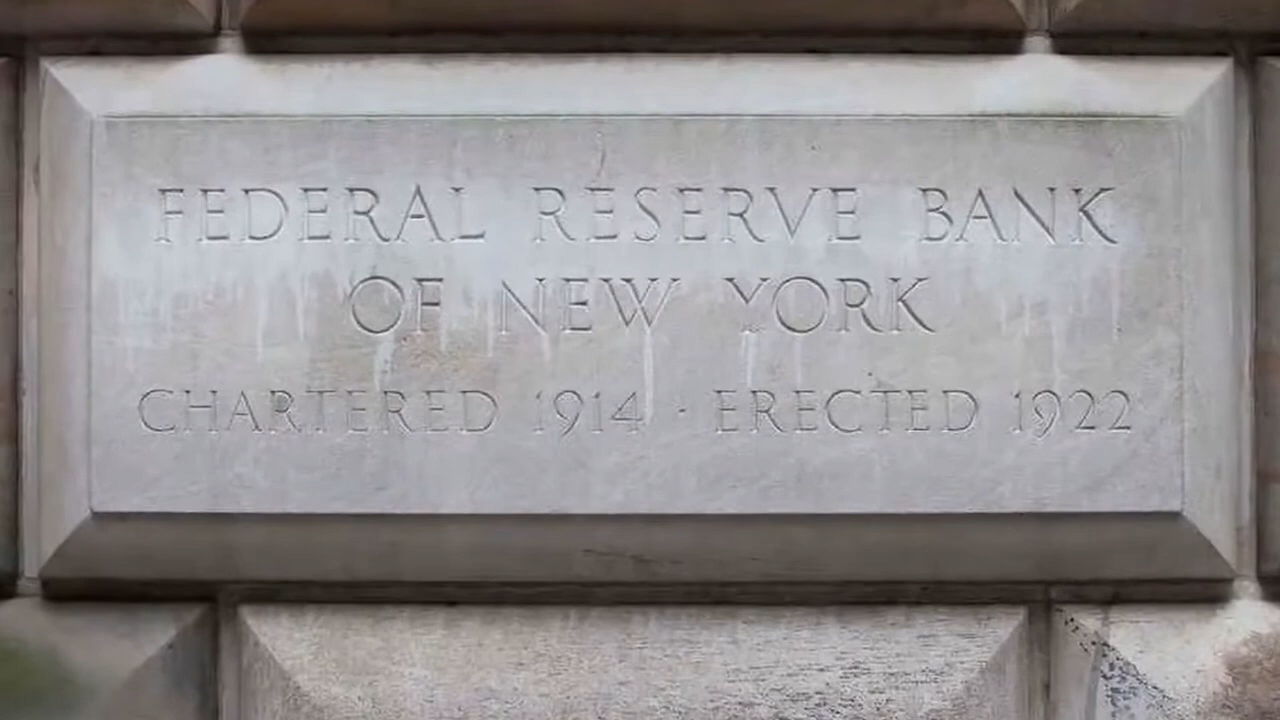 FEDERAL RESERVE BANK
OF NEW YORK
CHARTERED 1914 · ERECTED 1922